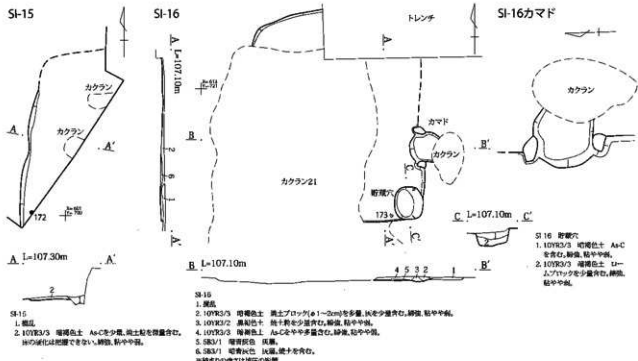 SI-15
SI-16
SI-16カマド
トレンチ
カクラン
カクラン
カクラン
カクラン
カクラン21
カマド
貯蔵穴
172
173
A
A'
A
A'
L=107.10m
A
A
B
B'
C
C'
2
6
1
C L=107.10m C'
2
A L=107.30m A'
2
B L=107.10m B'
4 5 3 2 1
SI-15
1. 撹乱
2. 10YR3/3 暗褐色土 As-Cを少量、焼土粒を微量含む。
SI-16
1. 撹乱
2. 10YR3/3 暗褐色土 焼土ブロック(φ1~2cm)を多量、灰を少量含む。締強、粘やや弱。
3. 10YR3/2 黒褐色土 焼土粒を少量含む。締強、粘やや弱。
4. 10YR3/3 暗褐色土 As-Cをやや多量含む。締強、粘やや弱。
5. 5B3/1 暗青灰色 灰層。
6. 5B3/1 暗青灰色 灰層。焼土を含む。
SI-16 貯蔵穴
1. 10YR3/3 暗褐色土 As-C
を含む。締強、粘やや弱。
2. 10YR3/3 暗褐色土 ロー
ムブロックを少量含む。締強、
粘やや弱。